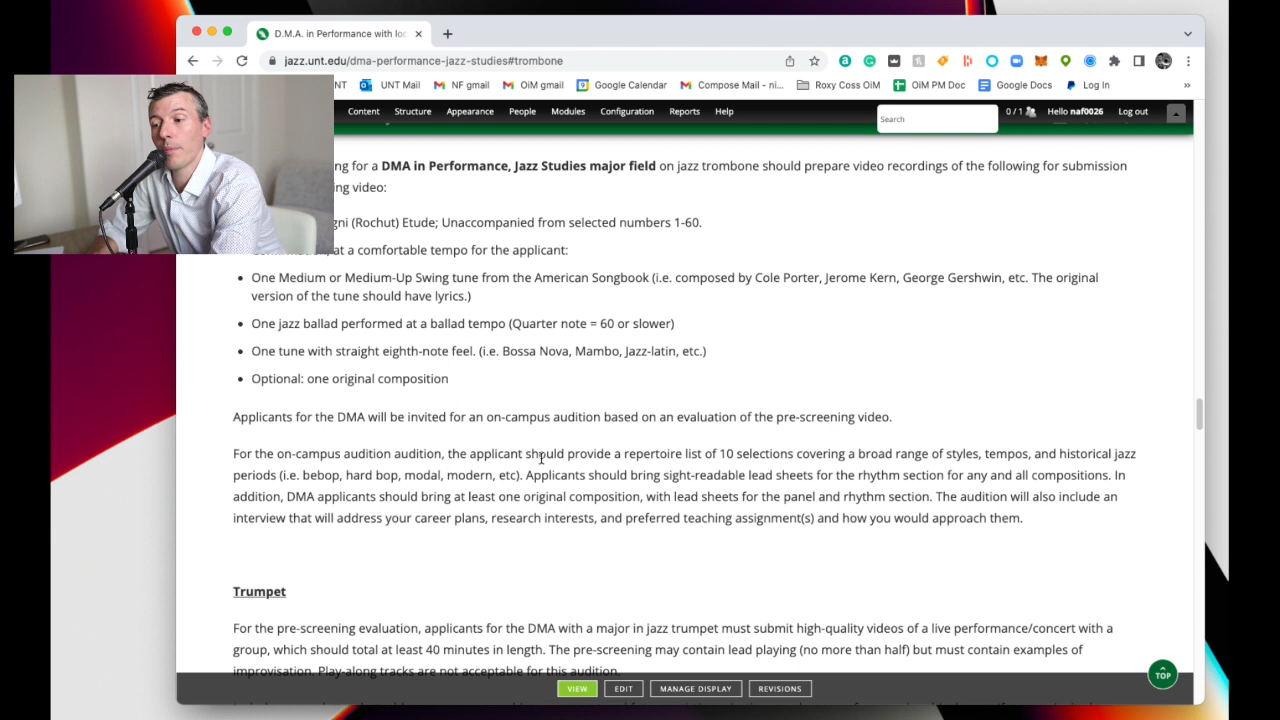 D.M.A. in Performance with loc
jazz.unt.edu/dma-performance-jazz-studies#trombone
NT UNT Mail NF gmail OiM gmail Google Calendar Compose Mail - ni... Roxy Coss OiM OiM PM Doc Google Docs Log In »
Content Structure Appearance People Modules Configuration Reports Help Search 0 / 1 Hello naf0026 Log out
ng for a DMA in Performance, Jazz Studies major field on jazz trombone should prepare video recordings of the following for submission
ing video:
gni (Rochut) Etude; Unaccompanied from selected numbers 1-60.
at a comfortable tempo for the applicant:
• One Medium or Medium-Up Swing tune from the American Songbook (i.e. composed by Cole Porter, Jerome Kern, George Gershwin, etc. The original
version of the tune should have lyrics.)
• One jazz ballad performed at a ballad tempo (Quarter note = 60 or slower)
• One tune with straight eighth-note feel. (i.e. Bossa Nova, Mambo, Jazz-latin, etc.)
• Optional: one original composition
Applicants for the DMA will be invited for an on-campus audition based on an evaluation of the pre-screening video.
For the on-campus audition audition, the applicant should provide a repertoire list of 10 selections covering a broad range of styles, tempos, and historical jazz
periods (i.e. bebop, hard bop, modal, modern, etc). Applicants should bring sight-readable lead sheets for the rhythm section for any and all compositions. In
addition, DMA applicants should bring at least one original composition, with lead sheets for the panel and rhythm section. The audition will also include an
interview that will address your career plans, research interests, and preferred teaching assignment(s) and how you would approach them.
Trumpet
For the pre-screening evaluation, applicants for the DMA with a major in jazz trumpet must submit high-quality videos of a live performance/concert with a
group, which should total at least 40 minutes in length. The pre-screening may contain lead playing (no more than half) but must contain examples of
improvisation. Play-along tracks are not acceptable for this audition.
TOP
VIEW EDIT MANAGE DISPLAY REVISIONS